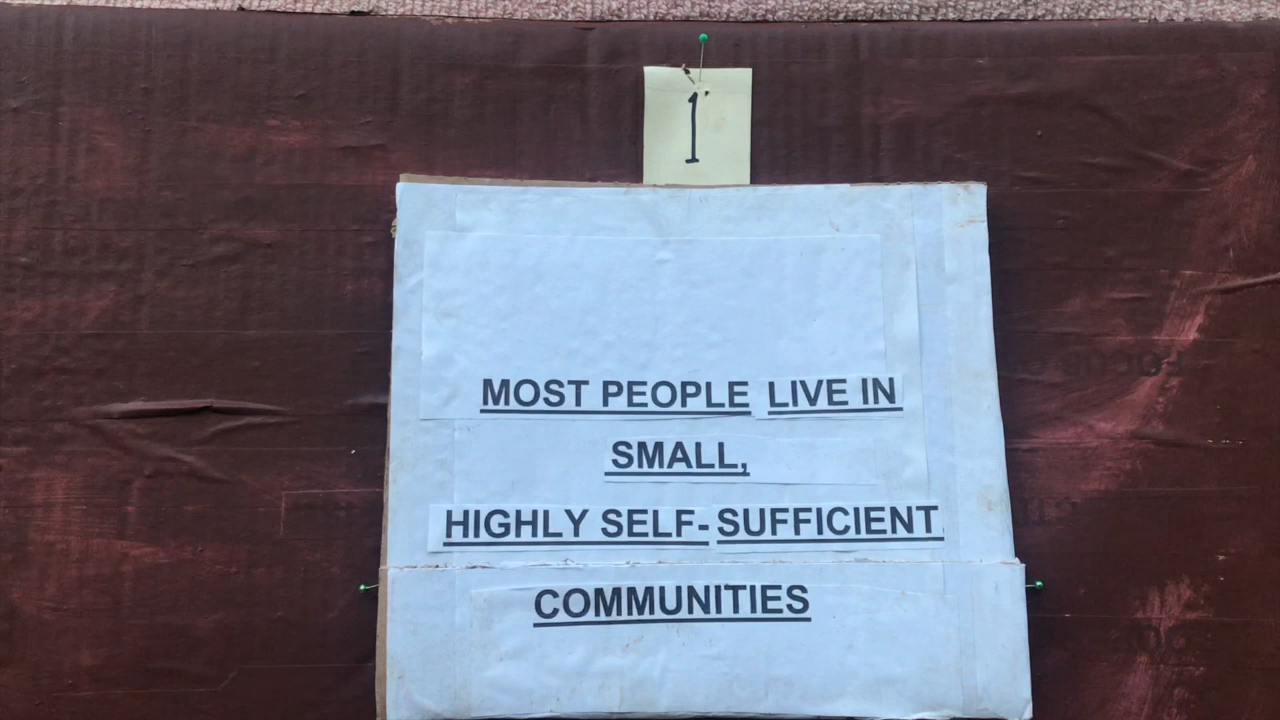 1
MOST PEOPLE LIVE IN
SMALL,
HIGHLY SELF-SUFFICIENT
COMMUNITIES